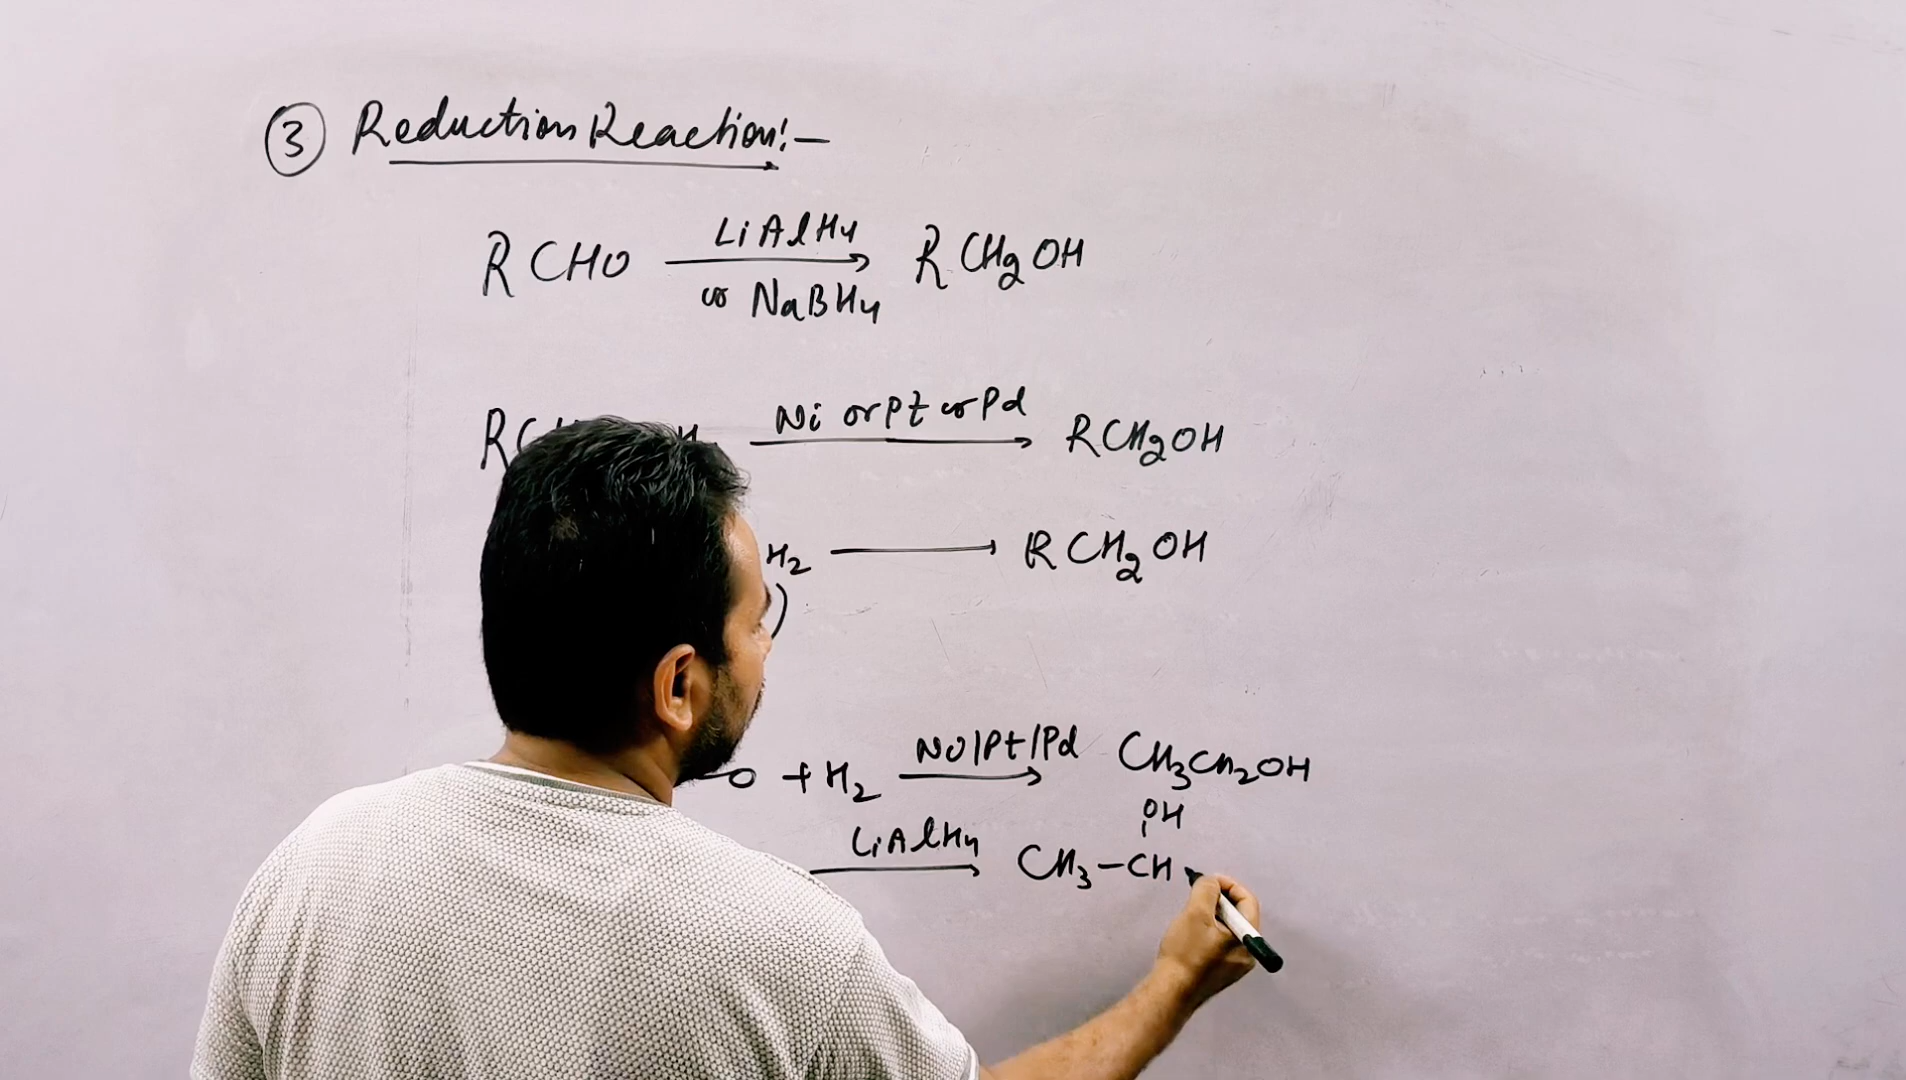 ③ Reduction Reaction:-
LiAlH4
RCHO ⟶ RCH2OH
or NaBH4
Ni or Pt or Pd
R H ⟶ RCH2OH
H2 ⟶ RCH2OH
)
Ni/Pt/Pd
O + H2 ⟶ CH3CH2OH
OH
LiAlH4
⟶ CH3-CH